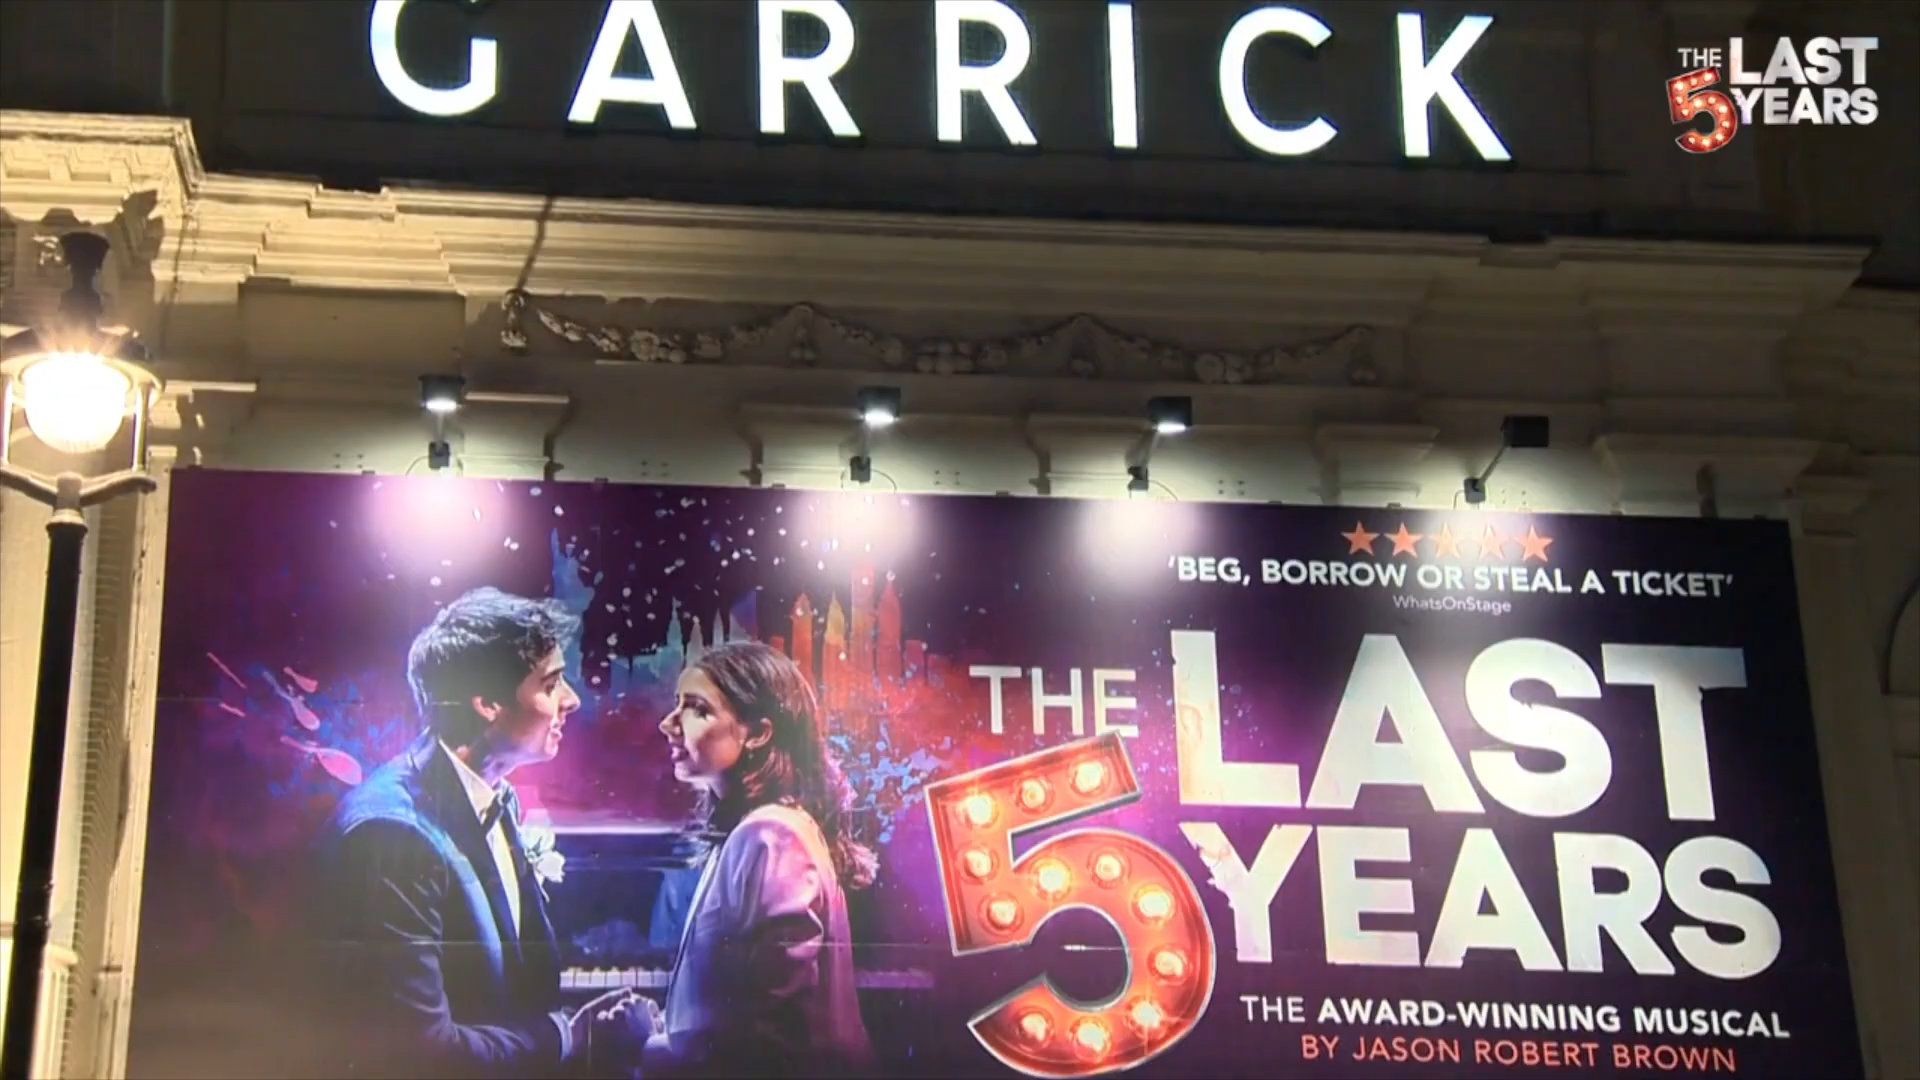 GARRICK
THE LAST
5 YEARS
'BEG, BORROW OR STEAL A TICKET'
WhatsOnStage
THE LAST
5 YEARS
THE AWARD-WINNING MUSICAL
BY JASON ROBERT BROWN